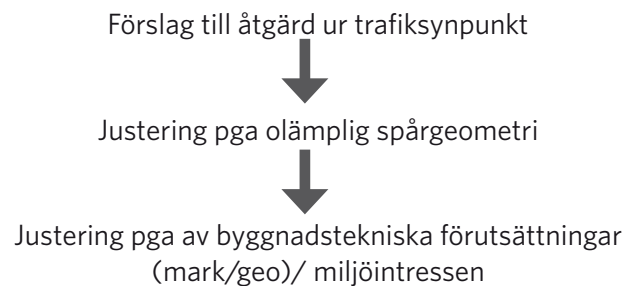 Förslag till åtgärd ur trafiksynpunkt
Justering pga olämplig spårgeometri
Justering pga av byggnadstekniska förutsättningar
(mark/geo)/ miljöintressen